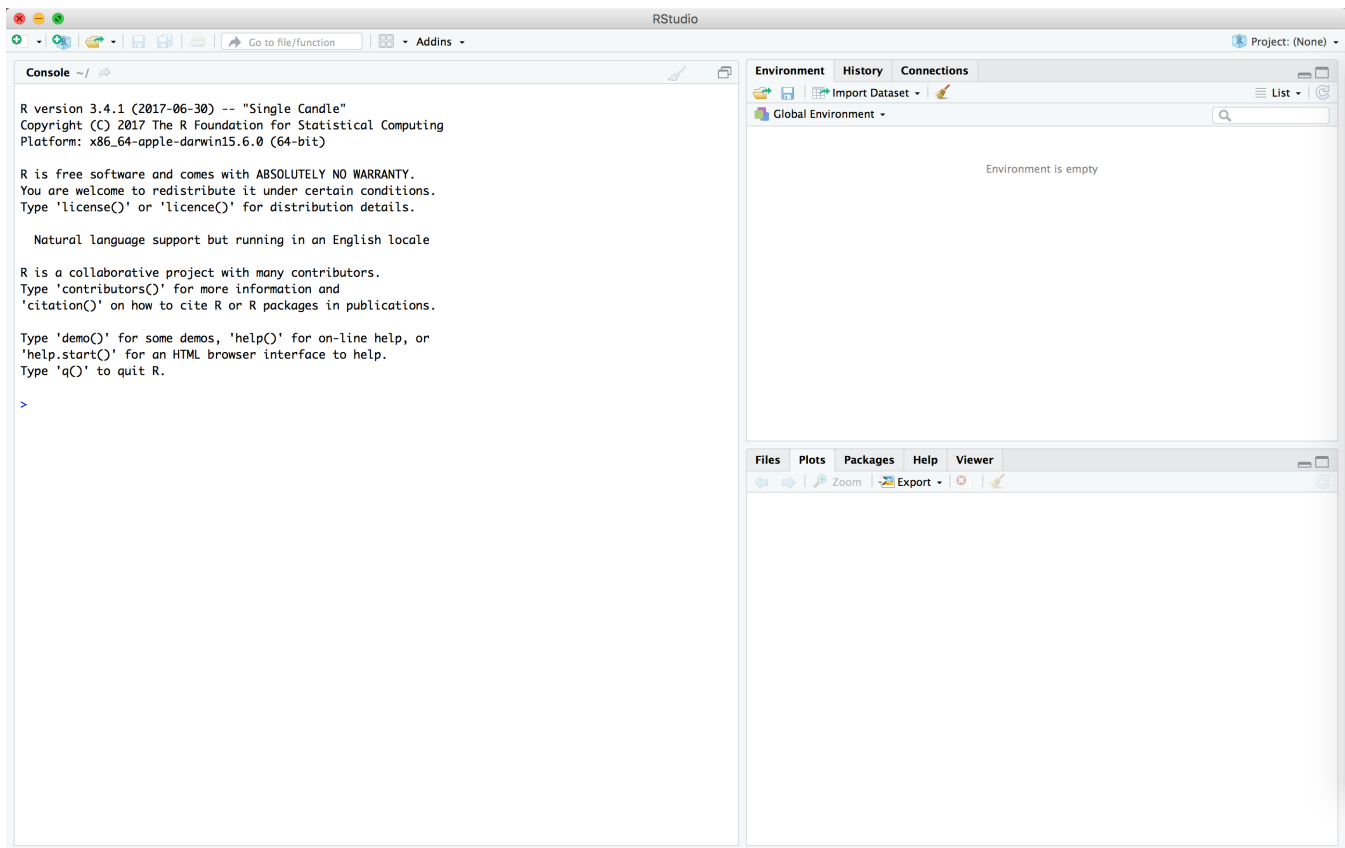 RStudio
Go to file/function
Addins
Project: (None)
Console ~/
R version 3.4.1 (2017-06-30) -- "Single Candle"
Copyright (C) 2017 The R Foundation for Statistical Computing
Platform: x86_64-apple-darwin15.6.0 (64-bit)
R is free software and comes with ABSOLUTELY NO WARRANTY.
You are welcome to redistribute it under certain conditions.
Type 'license()' or 'licence()' for distribution details.
Natural language support but running in an English locale
R is a collaborative project with many contributors.
Type 'contributors()' for more information and
'citation()' on how to cite R or R packages in publications.
Type 'demo()' for some demos, 'help()' for on-line help, or
'help.start()' for an HTML browser interface to help.
Type 'q()' to quit R.
>
Environment History Connections
Import Dataset List
Global Environment
Environment is empty
Files Plots Packages Help Viewer
Zoom Export